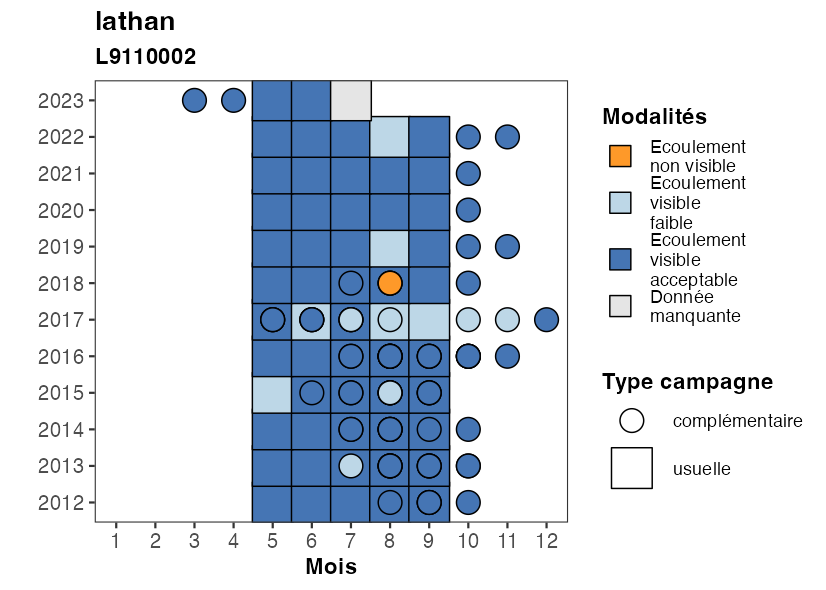 lathan
L9110002
2023
2022
2021
2020
2019
2018
2017
2016
2015
2014
2013
2012
1 2 3 4 5 6 7 8 9 10 11 12
Mois
Modalités
Ecoulement
non visible
Ecoulement
visible
faible
Ecoulement
visible
acceptable
Donnée
manquante
Type campagne
complémentaire
usuelle